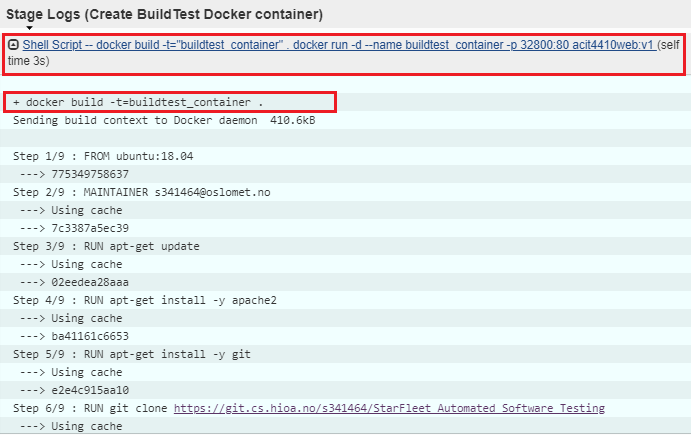 Stage Logs (Create BuildTest Docker container)
Shell Script -- docker build -t="buildtest_container" . docker run -d --name buildtest_container -p 32800:80 acit4410web:v1 (self
time 3s)
+ docker build -t=buildtest_container .
Sending build context to Docker daemon  410.6kB
Step 1/9 : FROM ubuntu:18.04
 ---> 775349758637
Step 2/9 : MAINTAINER s341464@oslomet.no
 ---> Using cache
 ---> 7c3387a5ec39
Step 3/9 : RUN apt-get update
 ---> Using cache
 ---> 02eedea28aaa
Step 4/9 : RUN apt-get install -y apache2
 ---> Using cache
 ---> ba41161c6653
Step 5/9 : RUN apt-get install -y git
 ---> Using cache
 ---> e2e4c915aa10
Step 6/9 : RUN git clone https://git.cs.hioa.no/s341464/StarFleet_Automated_Software_Testing
 ---> Using cache